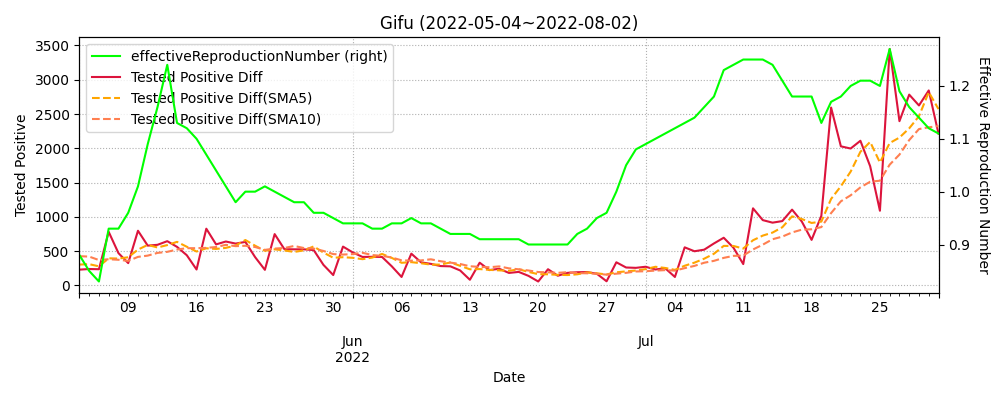 Gifu (2022-05-04~2022-08-02)
effectiveReproductionNumber (right)
Tested Positive Diff
Tested Positive Diff(SMA5)
Tested Positive Diff(SMA10)
Tested Positive
3500
3000
2500
2000
1500
1000
500
0
Effective Reproduction Number
1.2
1.1
1.0
0.9
09 16 23 30 06 13 20 27 04 11 18 25
Jun Jul
2022
Date